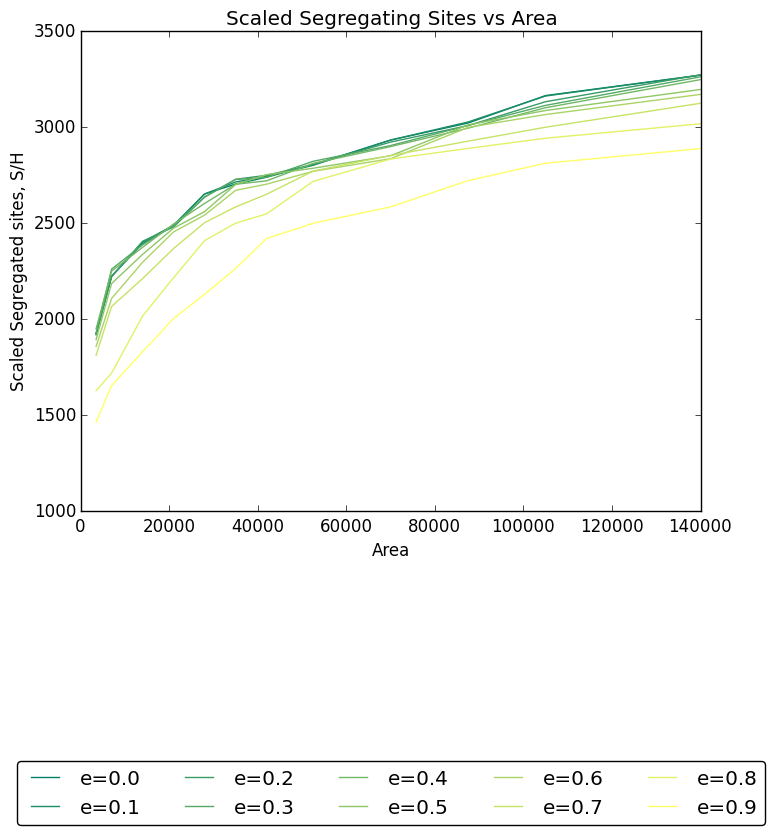 Scaled Segregating Sites vs Area
3500
3000
2500
2000
1500
1000
Scaled Segregated sites, S/H
0 20000 40000 60000 80000 100000 120000 140000
Area
e=0.0 e=0.2 e=0.4 e=0.6 e=0.8
e=0.1 e=0.3 e=0.5 e=0.7 e=0.9